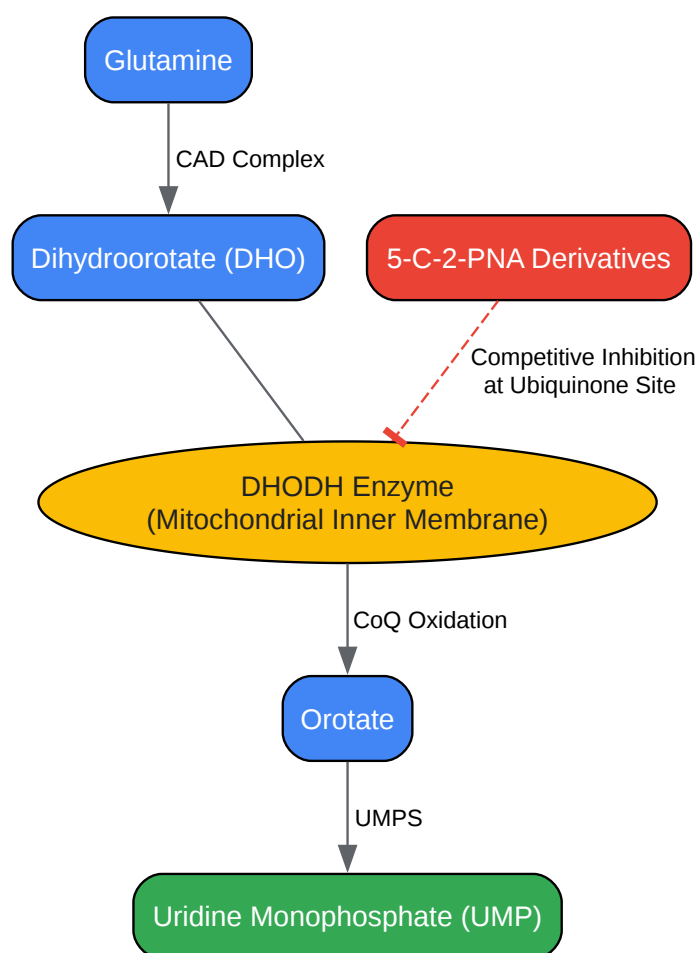 Glutamine
CAD Complex
Dihydroorotate (DHO)
5-C-2-PNA Derivatives
Competitive Inhibition
at Ubiquinone Site
DHODH Enzyme
(Mitochondrial Inner Membrane)
CoQ Oxidation
Orotate
UMPS
Uridine Monophosphate (UMP)